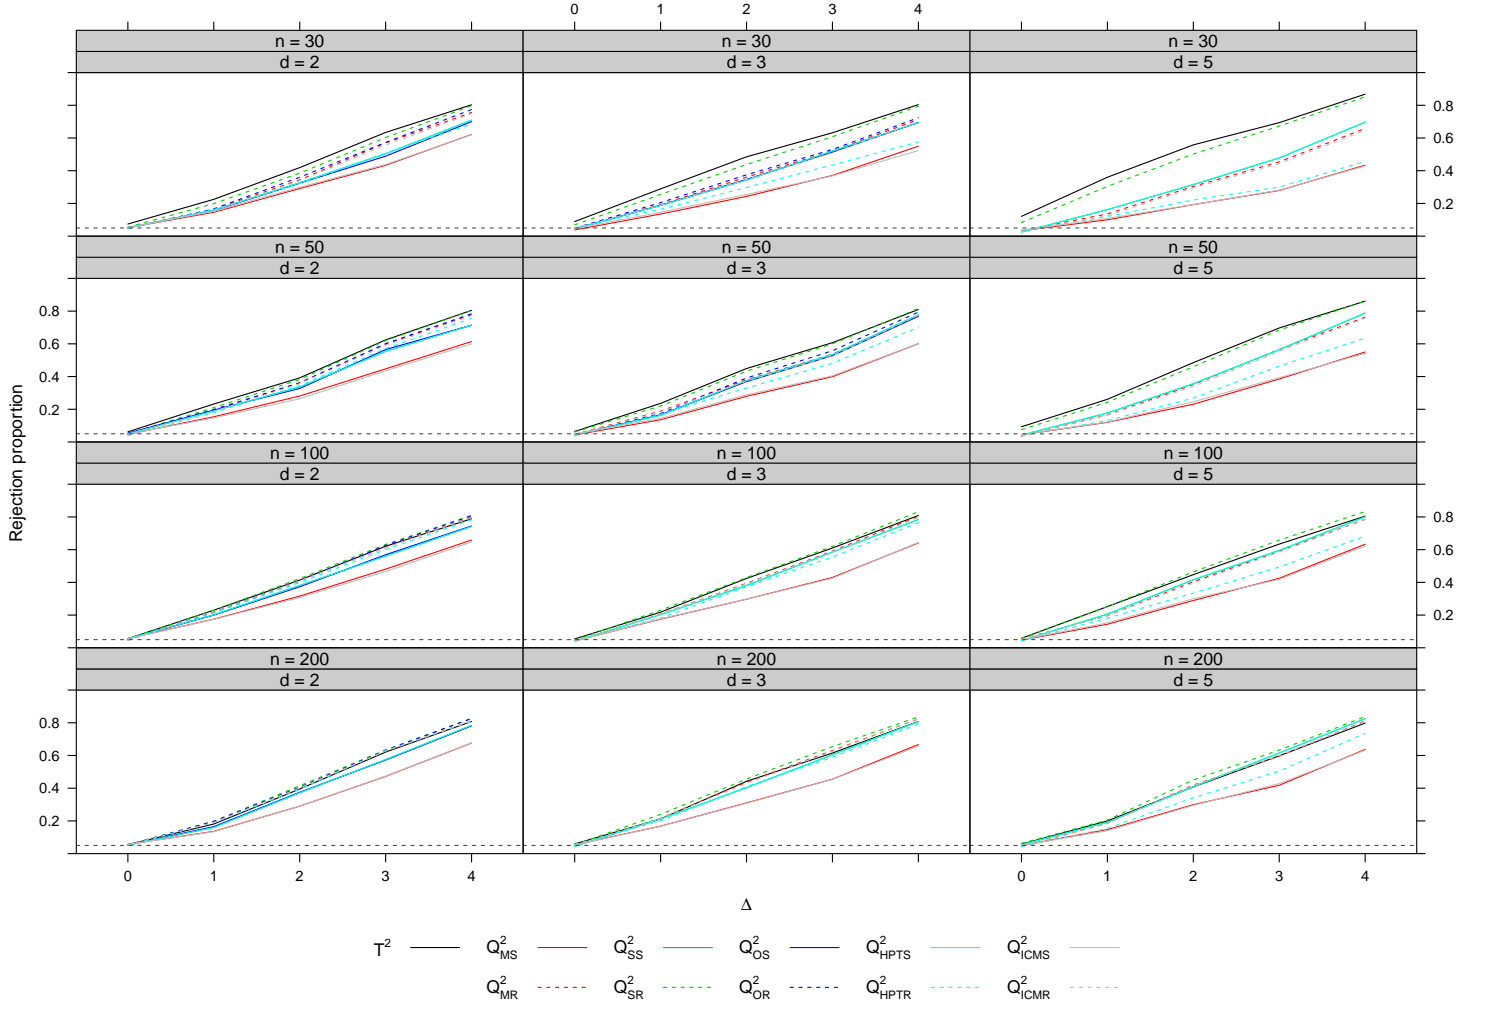 0 1 2 3 4
n = 30 n = 30 n = 30
d = 2 d = 3 d = 5
0.8
0.6
0.4
0.2
n = 50 n = 50 n = 50
d = 2 d = 3 d = 5
0.8
0.6
0.4
0.2
n = 100 n = 100 n = 100
d = 2 d = 3 d = 5
0.8
0.6
0.4
0.2
n = 200 n = 200 n = 200
d = 2 d = 3 d = 5
0.8
0.6
0.4
0.2
0 1 2 3 4 0 1 2 3 4
Rejection proportion
Δ
T² Q²MS Q²SS Q²OS Q²HPTS Q²ICMS
Q²MR Q²SR Q²OR Q²HPTR Q²ICMR